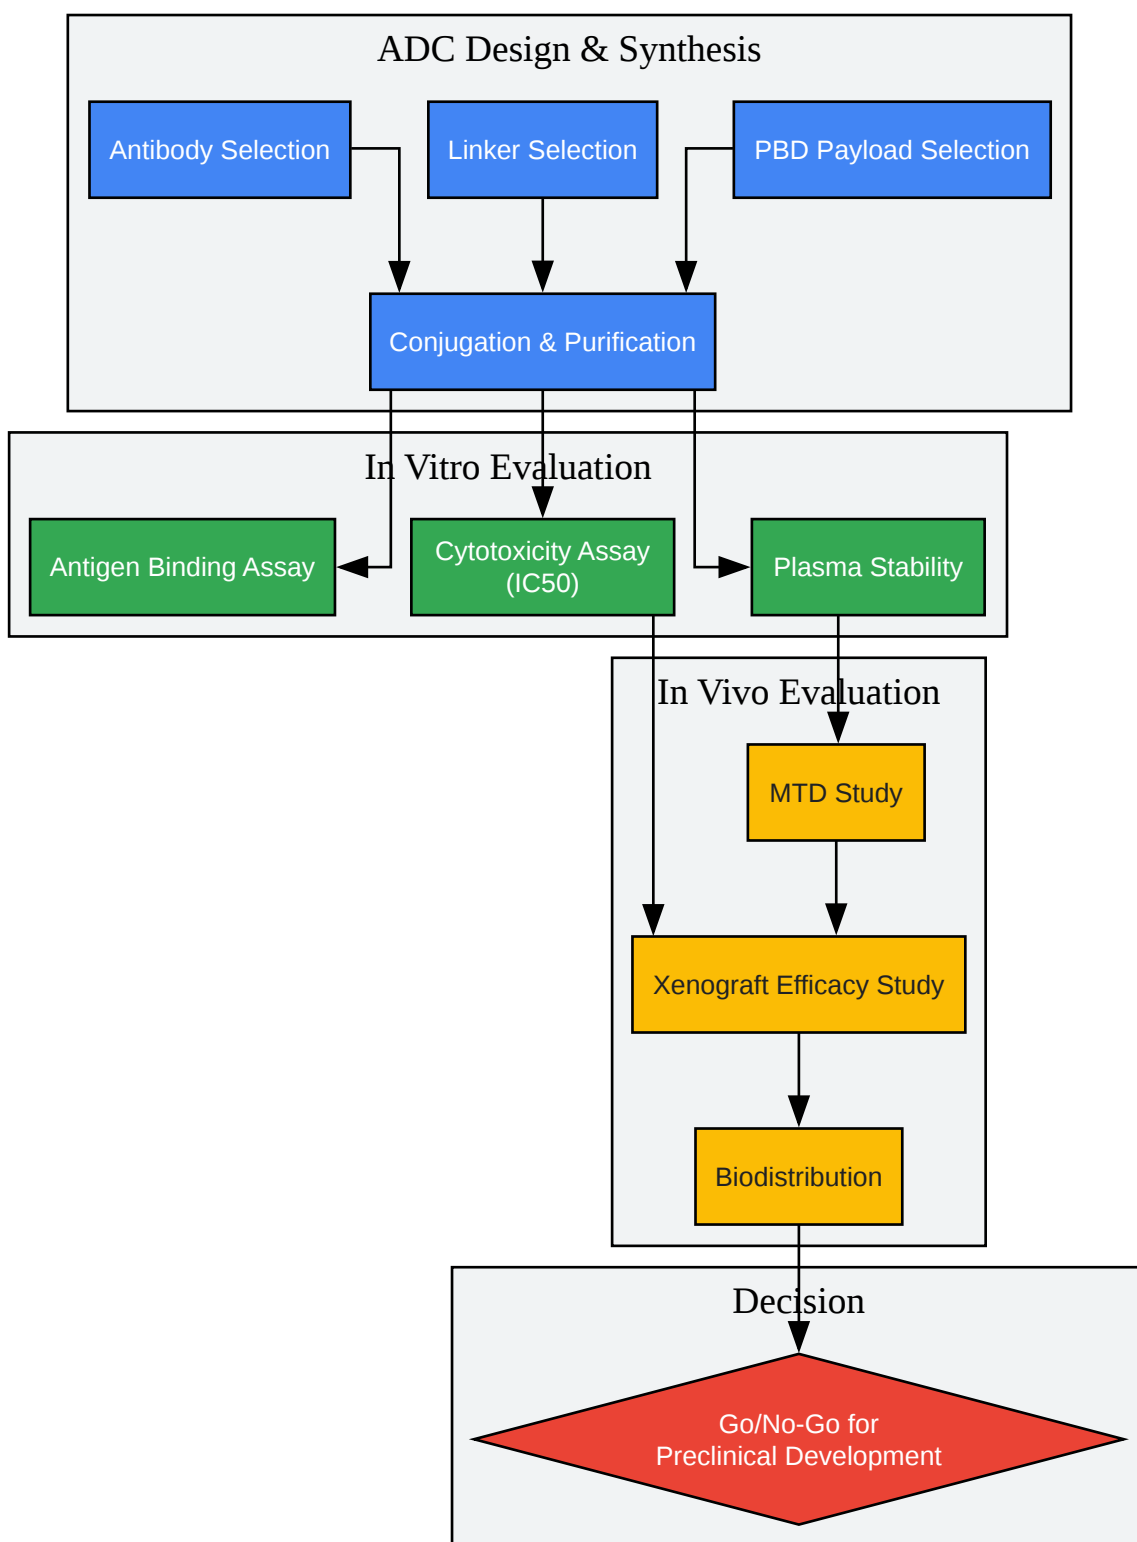 ADC Design & Synthesis
Antibody Selection
Linker Selection
PBD Payload Selection
Conjugation & Purification
In Vitro Evaluation
Antigen Binding Assay
Cytotoxicity Assay
(IC50)
Plasma Stability
In Vivo Evaluation
MTD Study
Xenograft Efficacy Study
Biodistribution
Decision
Go/No-Go for
Preclinical Development